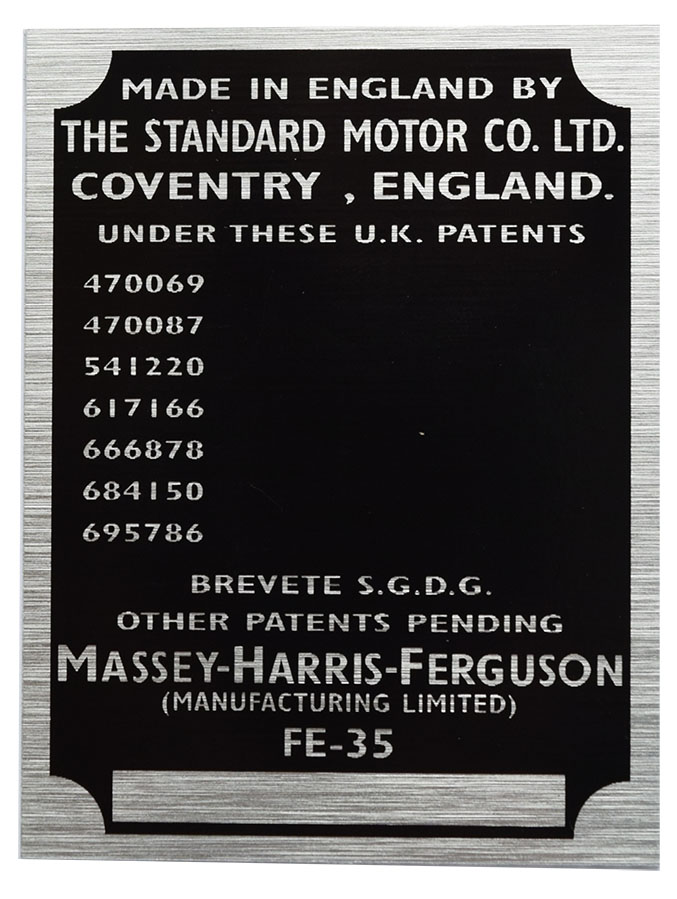 MADE IN ENGLAND BY
THE STANDARD MOTOR CO. LTD.
COVENTRY , ENGLAND.
UNDER THESE U.K. PATENTS
470069
470087
541220
617166
666878
684150
695786
BREVETE S.G.D.G.
OTHER PATENTS PENDING
MASSEY-HARRIS-FERGUSON
(MANUFACTURING LIMITED)
FE-35